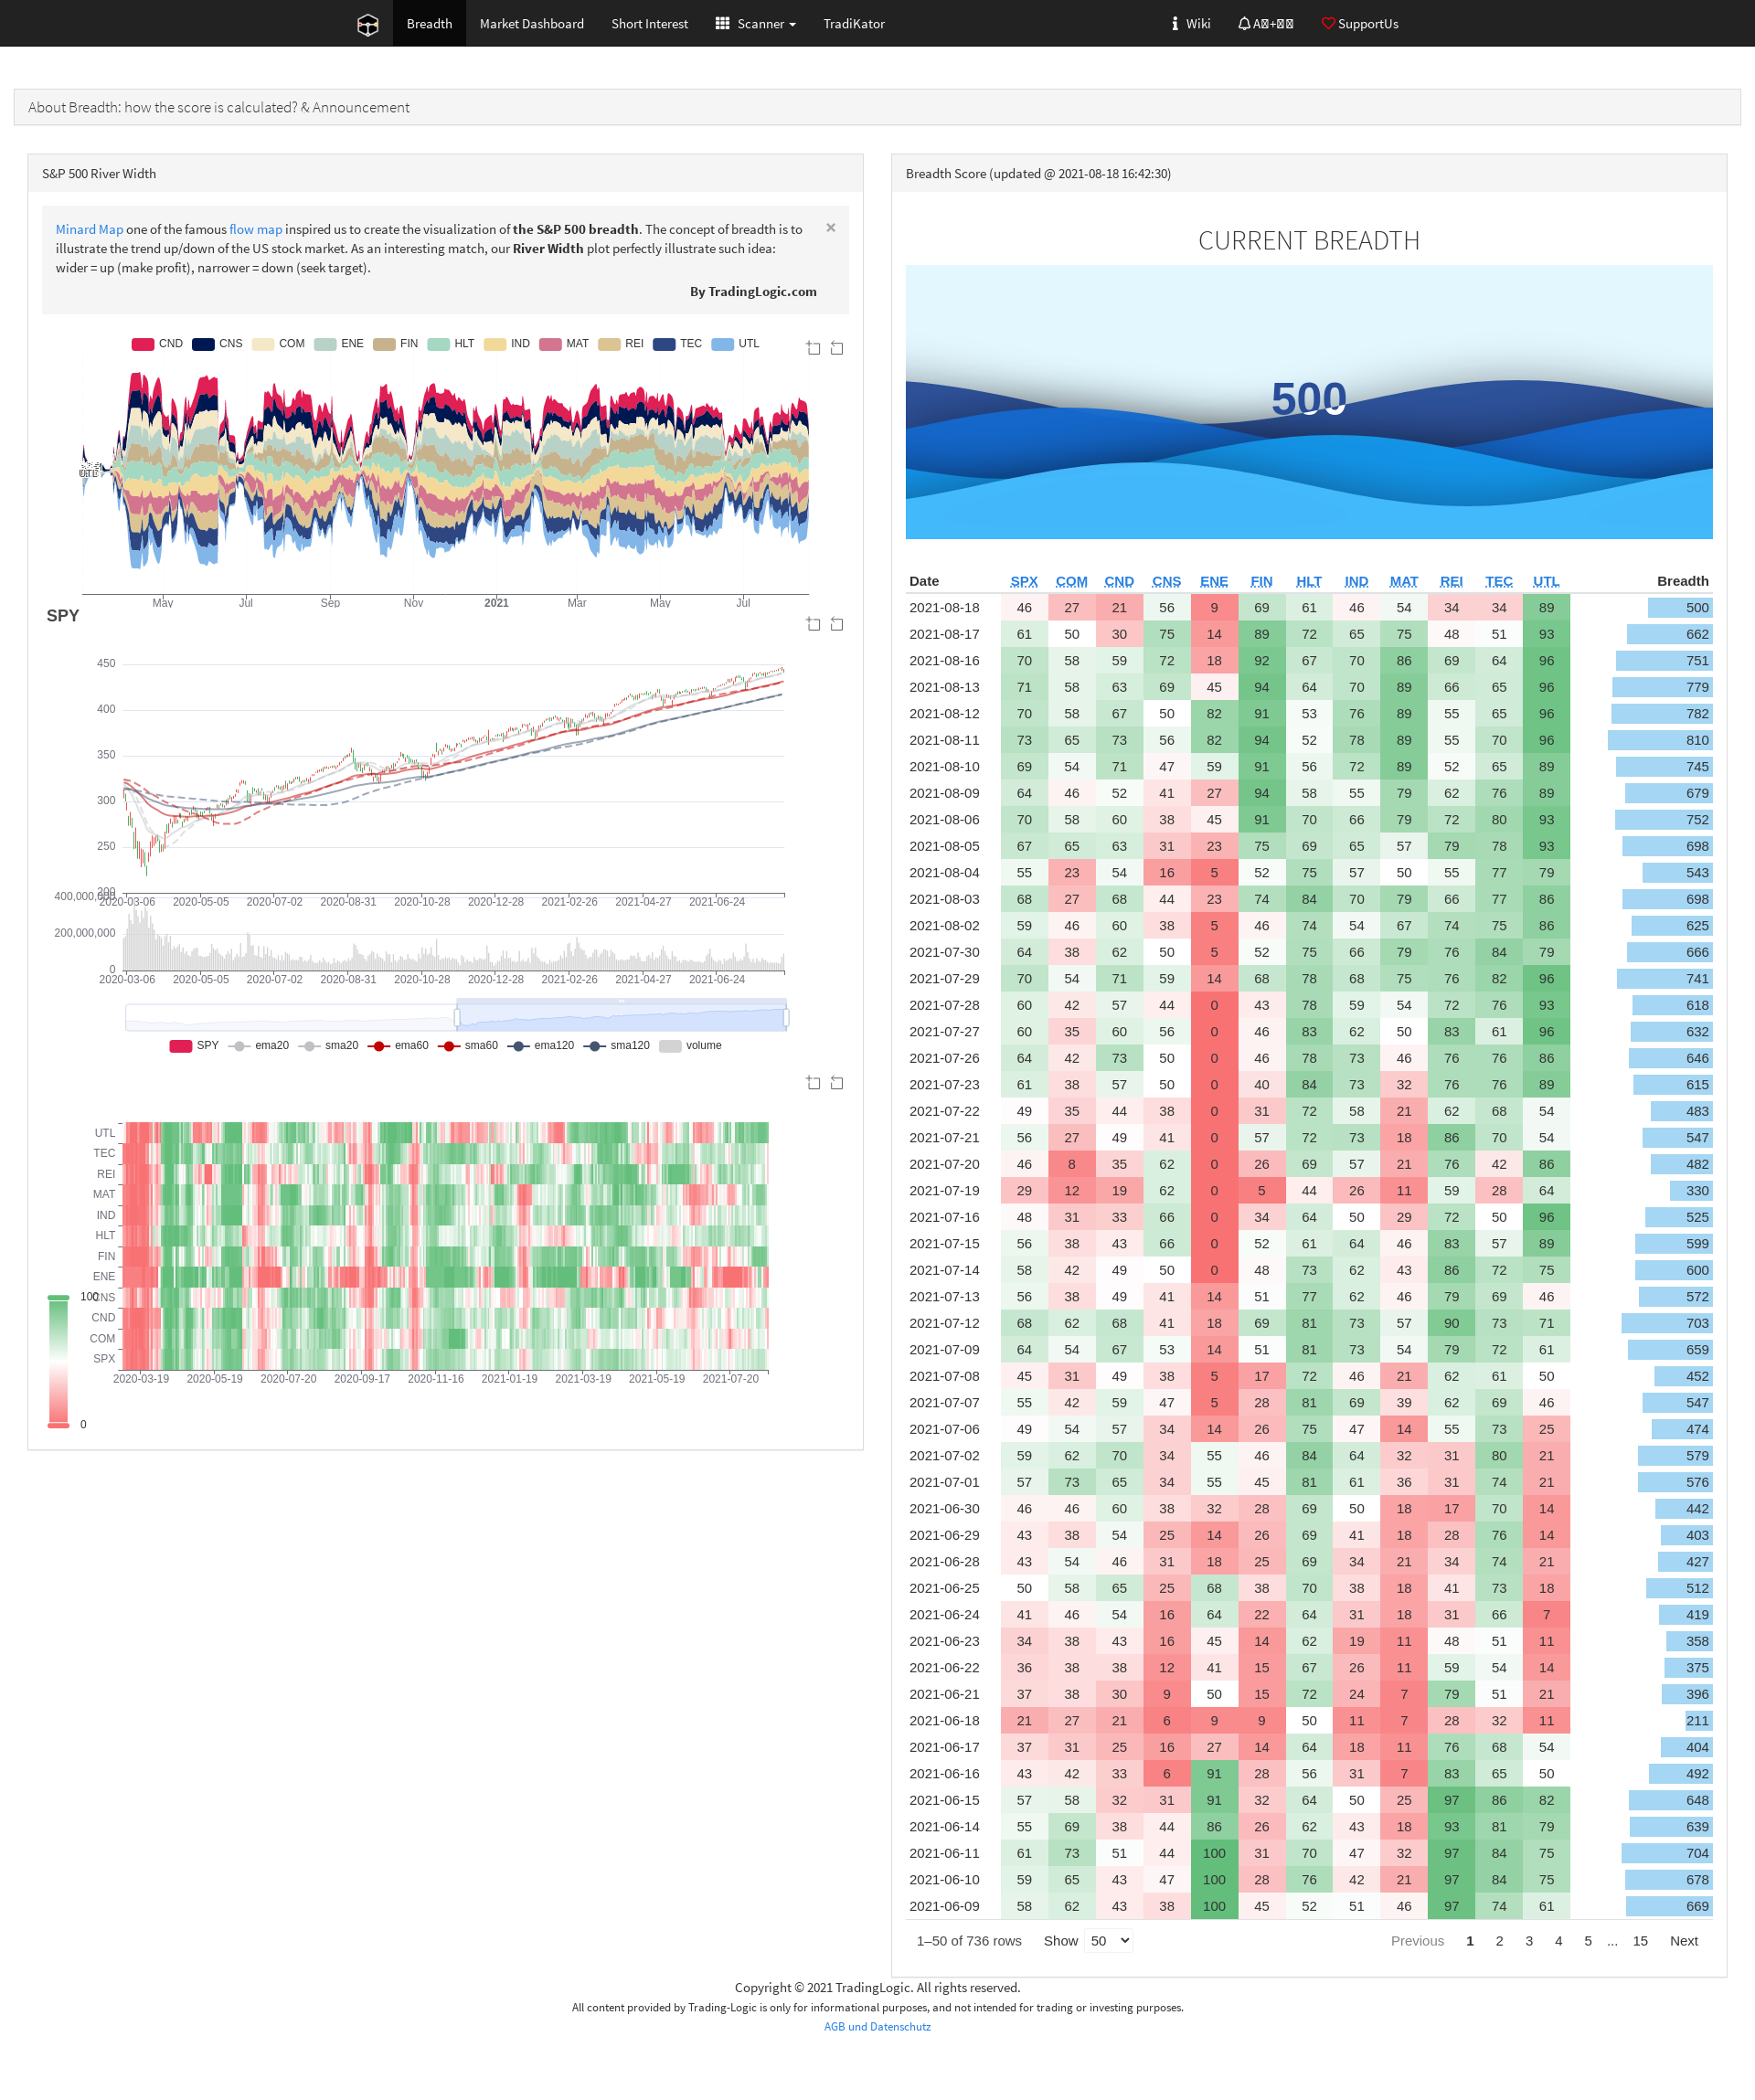 Breadth Market Dashboard Short Interest Scanner TradiKator Wiki SupportUs
About Breadth: how the score is calculated? & Announcement
S&P 500 River Width
Minard Map one of the famous flow map inspired us to create the visualization of the S&P 500 breadth. The concept of breadth is to
illustrate the trend up/down of the US stock market. As an interesting match, our River Width plot perfectly illustrate such idea:
wider = up (make profit), narrower = down (seek target).
By TradingLogic.com
×
CND CNS COM ENE FIN HLT IND MAT REI TEC UTL
UTL
May Jul Sep Nov 2021 Mar May Jul
SPY
450
400
350
300
250
200
2020-03-06 2020-05-05 2020-07-02 2020-08-31 2020-10-28 2020-12-28 2021-02-26 2021-04-27 2021-06-24
400,000,000
200,000,000
0
2020-03-06 2020-05-05 2020-07-02 2020-08-31 2020-10-28 2020-12-28 2021-02-26 2021-04-27 2021-06-24
SPY ema20 sma20 ema60 sma60 ema120 sma120 volume
UTL
TEC
REI
MAT
IND
HLT
FIN
ENE
CNS
CND
COM
SPX
2020-03-19 2020-05-19 2020-07-20 2020-09-17 2020-11-16 2021-01-19 2021-03-19 2021-05-19 2021-07-20
100
0
Breadth Score (updated @ 2021-08-18 16:42:30)
CURRENT BREADTH
500
Date SPX COM CND CNS ENE FIN HLT IND MAT REI TEC UTL Breadth
2021-08-18 46 27 21 56 9 69 61 46 54 34 34 89 500
2021-08-17 61 50 30 75 14 89 72 65 75 48 51 93 662
2021-08-16 70 58 59 72 18 92 67 70 86 69 64 96 751
2021-08-13 71 58 63 69 45 94 64 70 89 66 65 96 779
2021-08-12 70 58 67 50 82 91 53 76 89 55 65 96 782
2021-08-11 73 65 73 56 82 94 52 78 89 55 70 96 810
2021-08-10 69 54 71 47 59 91 56 72 89 52 65 89 745
2021-08-09 64 46 52 41 27 94 58 55 79 62 76 89 679
2021-08-06 70 58 60 38 45 91 70 66 79 72 80 93 752
2021-08-05 67 65 63 31 23 75 69 65 57 79 78 93 698
2021-08-04 55 23 54 16 5 52 75 57 50 55 77 79 543
2021-08-03 68 27 68 44 23 74 84 70 79 66 77 86 698
2021-08-02 59 46 60 38 5 46 74 54 67 74 75 86 625
2021-07-30 64 38 62 50 5 52 75 66 79 76 84 79 666
2021-07-29 70 54 71 59 14 68 78 68 75 76 82 96 741
2021-07-28 60 42 57 44 0 43 78 59 54 72 76 93 618
2021-07-27 60 35 60 56 0 46 83 62 50 83 61 96 632
2021-07-26 64 42 73 50 0 46 78 73 46 76 76 86 646
2021-07-23 61 38 57 50 0 40 84 73 32 76 76 89 615
2021-07-22 49 35 44 38 0 31 72 58 21 62 68 54 483
2021-07-21 56 27 49 41 0 57 72 73 18 86 70 54 547
2021-07-20 46 8 35 62 0 26 69 57 21 76 42 86 482
2021-07-19 29 12 19 62 0 5 44 26 11 59 28 64 330
2021-07-16 48 31 33 66 0 34 64 50 29 72 50 96 525
2021-07-15 56 38 43 66 0 52 61 64 46 83 57 89 599
2021-07-14 58 42 49 50 0 48 73 62 43 86 72 75 600
2021-07-13 56 38 49 41 14 51 77 62 46 79 69 46 572
2021-07-12 68 62 68 41 18 69 81 73 57 90 73 71 703
2021-07-09 64 54 67 53 14 51 81 73 54 79 72 61 659
2021-07-08 45 31 49 38 5 17 72 46 21 62 61 50 452
2021-07-07 55 42 59 47 5 28 81 69 39 62 69 46 547
2021-07-06 49 54 57 34 14 26 75 47 14 55 73 25 474
2021-07-02 59 62 70 34 55 46 84 64 32 31 80 21 579
2021-07-01 57 73 65 34 55 45 81 61 36 31 74 21 576
2021-06-30 46 46 60 38 32 28 69 50 18 17 70 14 442
2021-06-29 43 38 54 25 14 26 69 41 18 28 76 14 403
2021-06-28 43 54 46 31 18 25 69 34 21 34 74 21 427
2021-06-25 50 58 65 25 68 38 70 38 18 41 73 18 512
2021-06-24 41 46 54 16 64 22 64 31 18 31 66 7 419
2021-06-23 34 38 43 16 45 14 62 19 11 48 51 11 358
2021-06-22 36 38 38 12 41 15 67 26 11 59 54 14 375
2021-06-21 37 38 30 9 50 15 72 24 7 79 51 21 396
2021-06-18 21 27 21 6 9 9 50 11 7 28 32 11 211
2021-06-17 37 31 25 16 27 14 64 18 11 76 68 54 404
2021-06-16 43 42 33 6 91 28 56 31 7 83 65 50 492
2021-06-15 57 58 32 31 91 32 64 50 25 97 86 82 648
2021-06-14 55 69 38 44 86 26 62 43 18 93 81 79 639
2021-06-11 61 73 51 44 100 31 70 47 32 97 84 75 704
2021-06-10 59 65 43 47 100 28 76 42 21 97 84 75 678
2021-06-09 58 62 43 38 100 45 52 51 46 97 74 61 669
1–50 of 736 rows Show 50 Previous 1 2 3 4 5 ... 15 Next
Copyright © 2021 TradingLogic. All rights reserved.
All content provided by Trading-Logic is only for informational purposes, and not intended for trading or investing purposes.
AGB und Datenschutz